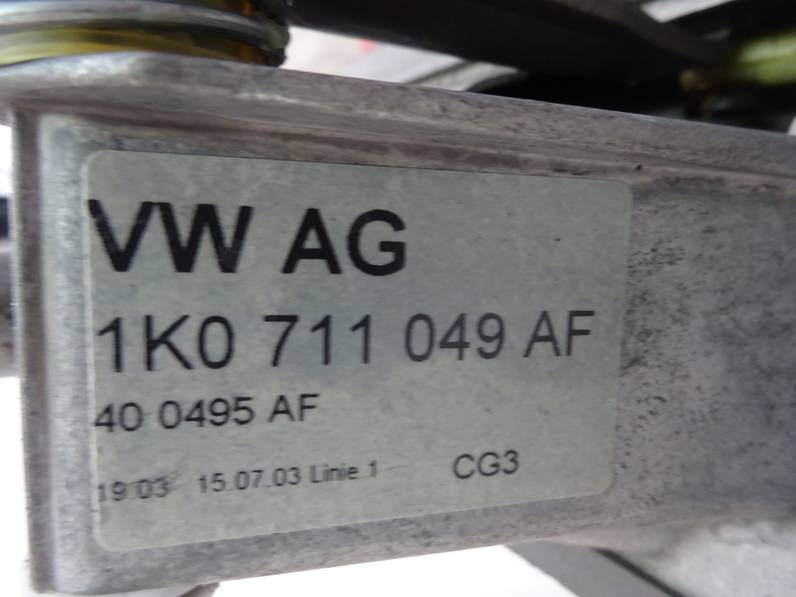 VW AG
1K0 711 049 AF
40 0495 AF
19:03 15.07.03 Linie 1 CG3